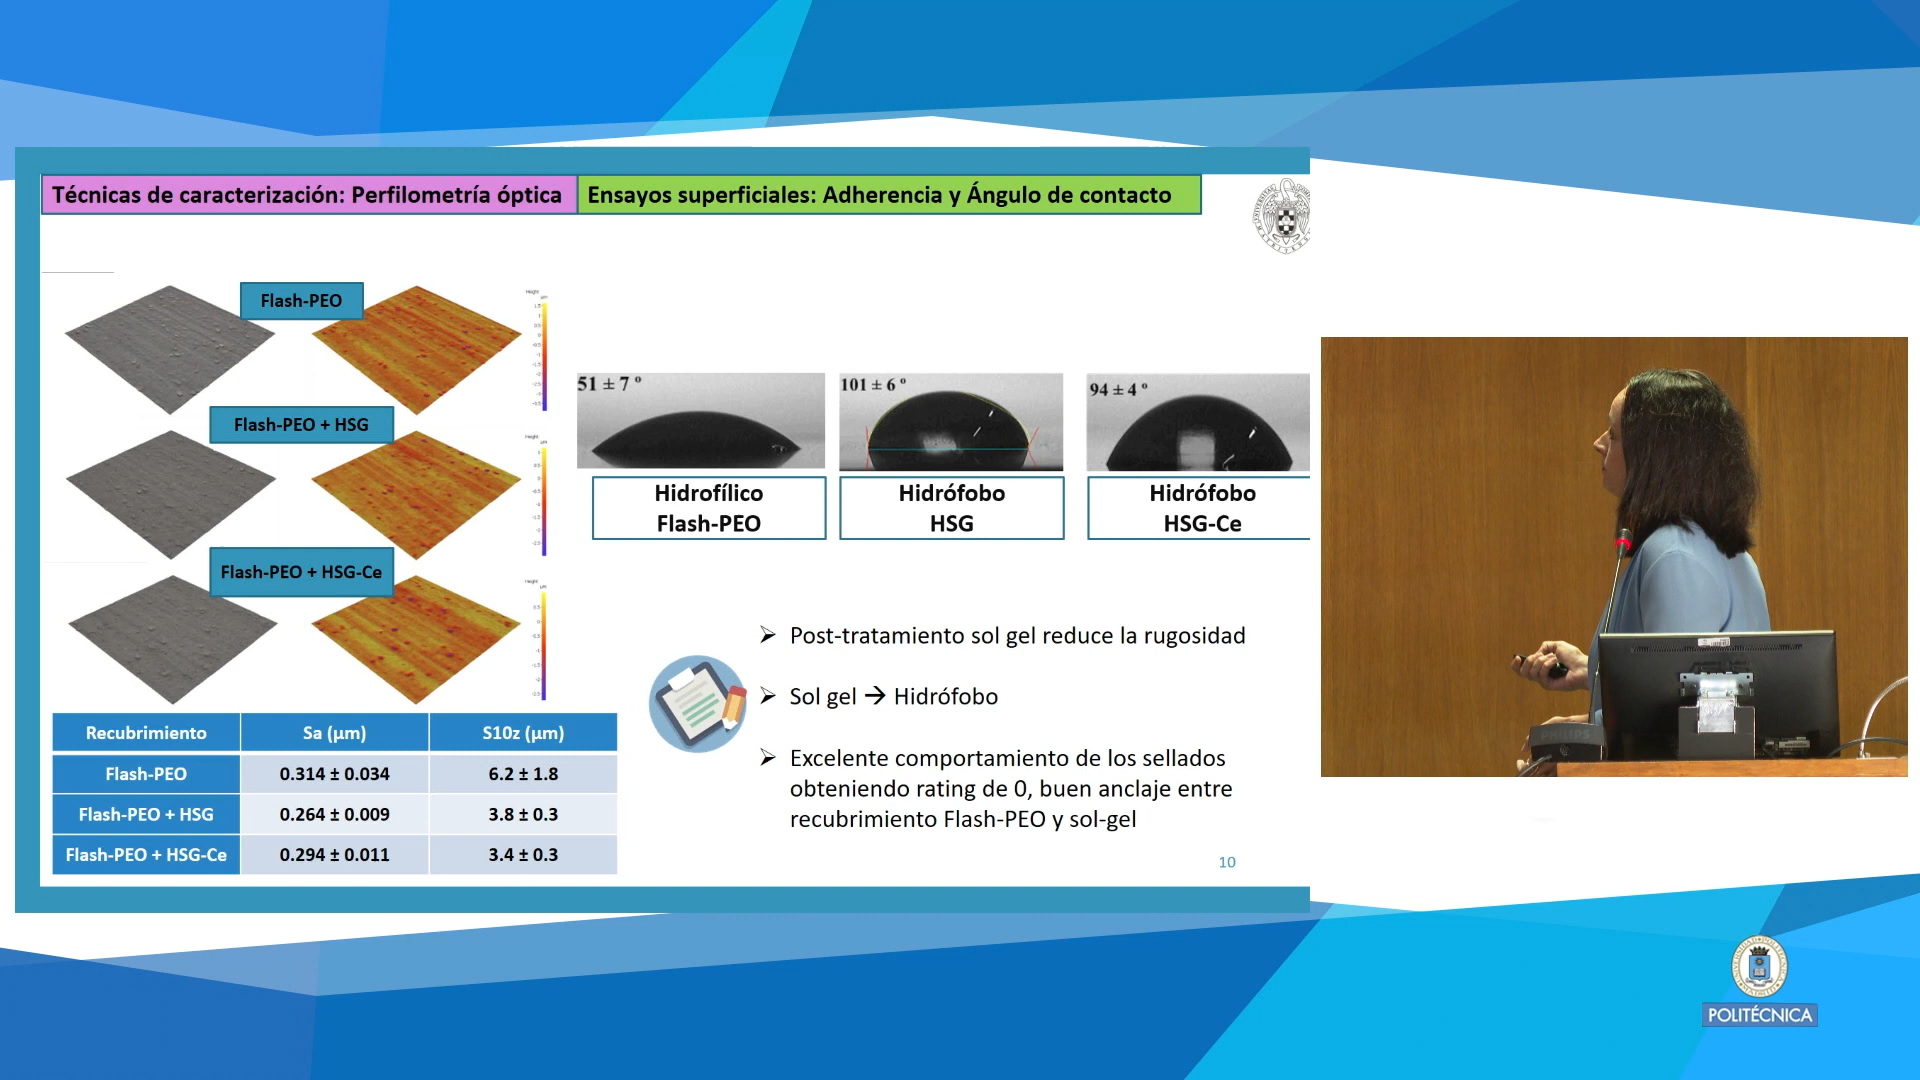 Técnicas de caracterización: Perfilometría óptica
Ensayos superficiales: Adherencia y Ángulo de contacto
Flash-PEO
Flash-PEO + HSG
Flash-PEO + HSG-Ce
51 ± 7 º
101 ± 6 º
94 ± 4 º
Hidrofílico
Flash-PEO
Hidrófobo
HSG
Hidrófobo
HSG-Ce
➢ Post-tratamiento sol gel reduce la rugosidad
➢ Sol gel → Hidrófobo
➢ Excelente comportamiento de los sellados
obteniendo rating de 0, buen anclaje entre
recubrimiento Flash-PEO y sol-gel
Recubrimiento Sa (µm) S10z (µm)
Flash-PEO 0.314 ± 0.034 6.2 ± 1.8
Flash-PEO + HSG 0.264 ± 0.009 3.8 ± 0.3
Flash-PEO + HSG-Ce 0.294 ± 0.011 3.4 ± 0.3
10
PHILIPS
POLITÉCNICA